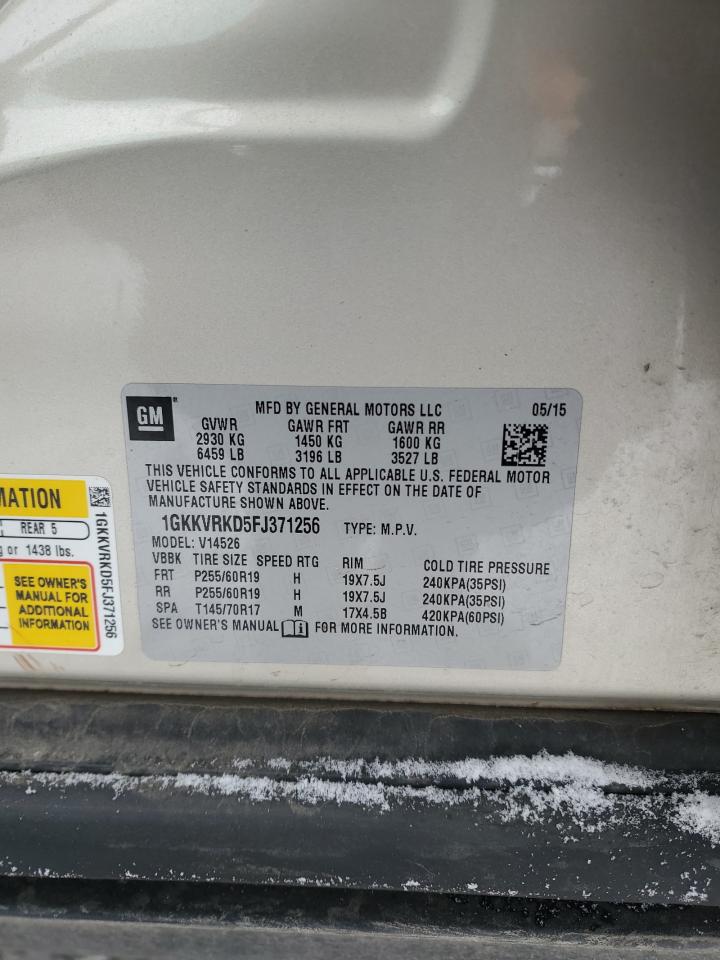 GM
MFD BY GENERAL MOTORS LLC 05/15
GVWR GAWR FRT GAWR RR
2930 KG 1450 KG 1600 KG
6459 LB 3196 LB 3527 LB
THIS VEHICLE CONFORMS TO ALL APPLICABLE U.S. FEDERAL MOTOR
VEHICLE SAFETY STANDARDS IN EFFECT ON THE DATE OF
MANUFACTURE SHOWN ABOVE.
1GKKVRKD5FJ371256 TYPE: M.P.V.
MODEL: V14526
VBBK TIRE SIZE SPEED RTG RIM COLD TIRE PRESSURE
FRT P255/60R19 H 19X7.5J 240KPA(35PSI)
RR P255/60R19 H 19X7.5J 240KPA(35PSI)
SPA T145/70R17 M 17X4.5B 420KPA(60PSI)
SEE OWNER'S MANUAL FOR MORE INFORMATION.
MATION
REAR 5
or 1438 lbs.
SEE OWNER'S
MANUAL FOR
ADDITIONAL
INFORMATION
1GKKVRKD5FJ371256